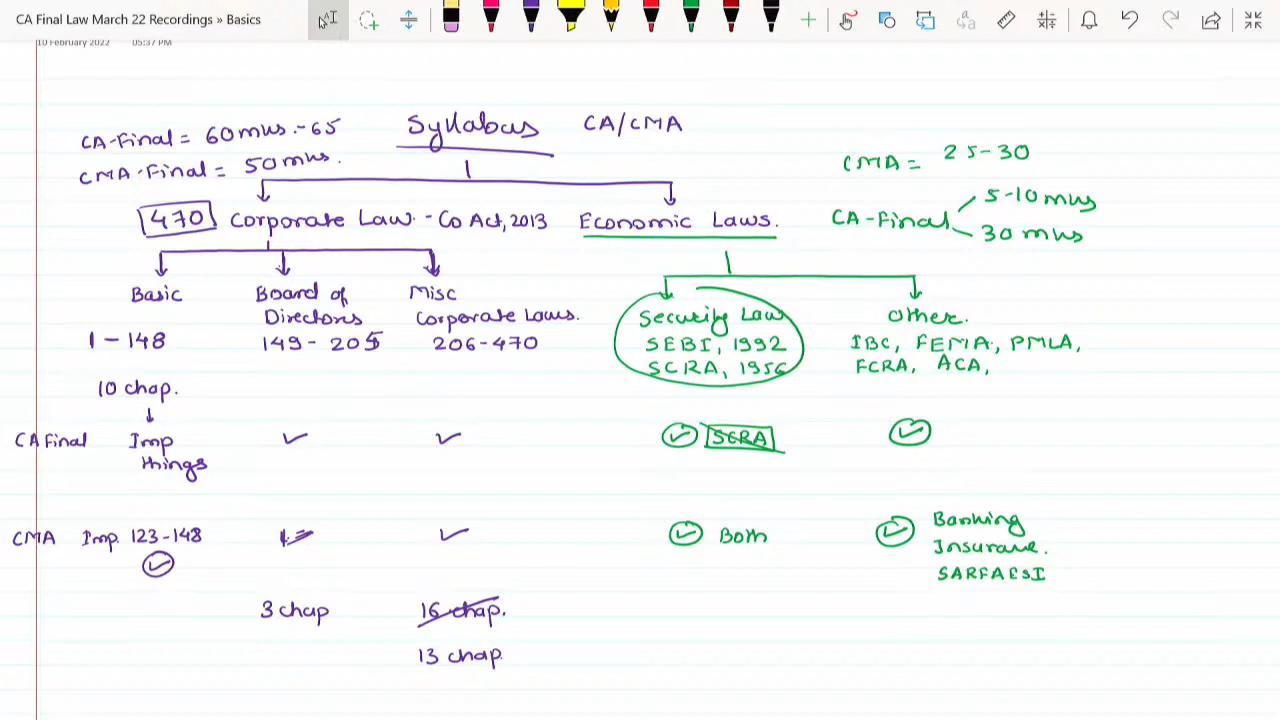 CA Final Law March 22 Recordings » Basics
10 February 2022 05:37 PM
CA-Final = 60 mks.-65
Syllabus CA/CMA
CMA-Final = 50 mks.
CMA = 25-30
CA-Final 5-10 mks
30 mks
470 Corporate Law - Co Act, 2013
Economic Laws.
Basic
1 - 148
10 chap.
Board of
Directors
149 - 205
Misc
Corporate Laws.
206-470
Security Law
SEBI, 1992
SCRA, 1956
Other.
IBC, FEMA, PMLA,
FCRA, ACA,
CA Final Imp
things
SCRA
CMA Imp. 123-148
Both
Banking
Insurance.
SARFAESI
3 chap
16 chap.
13 chap.